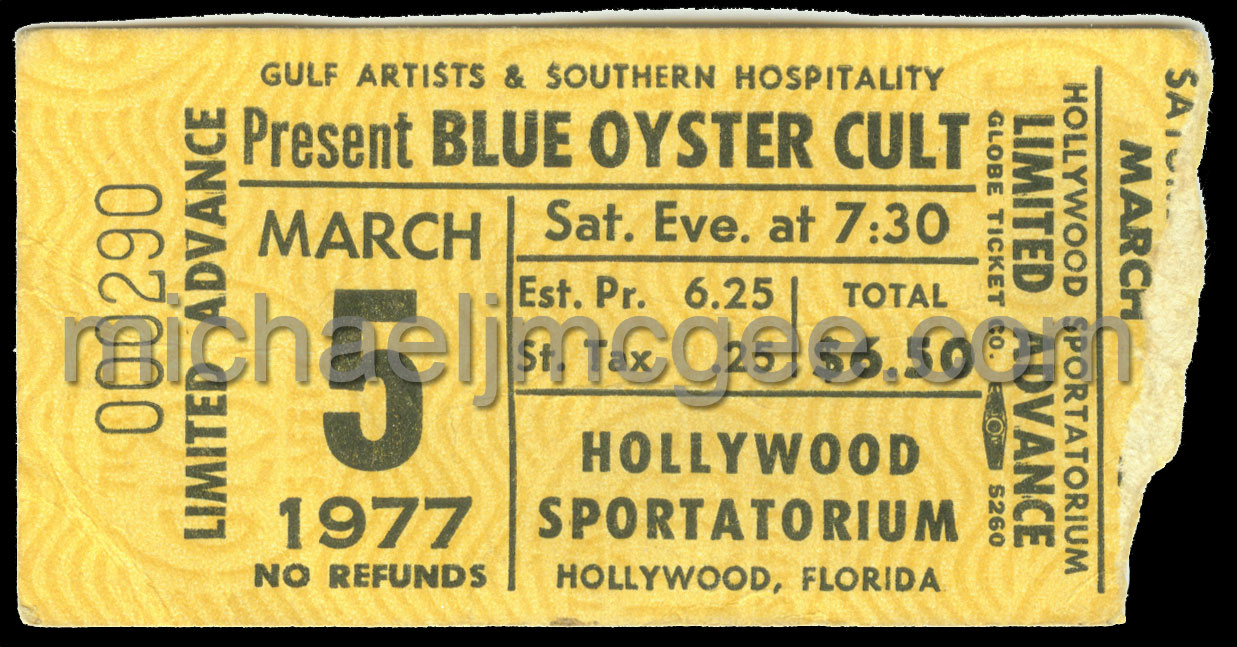 000290
LIMITED ADVANCE
GULF ARTISTS & SOUTHERN HOSPITALITY
Present BLUE OYSTER CULT
MARCH
5
1977
NO REFUNDS
Sat. Eve. at 7:30
Est. Pr. 6.25
St. Tax .25
TOTAL
$6.50
HOLLYWOOD
SPORTATORIUM
HOLLYWOOD, FLORIDA
GLOBE TICKET CO. 5260
LIMITED ADVANCE
HOLLYWOOD SPORTATORIUM
MARCH
michaeljmcgee.com